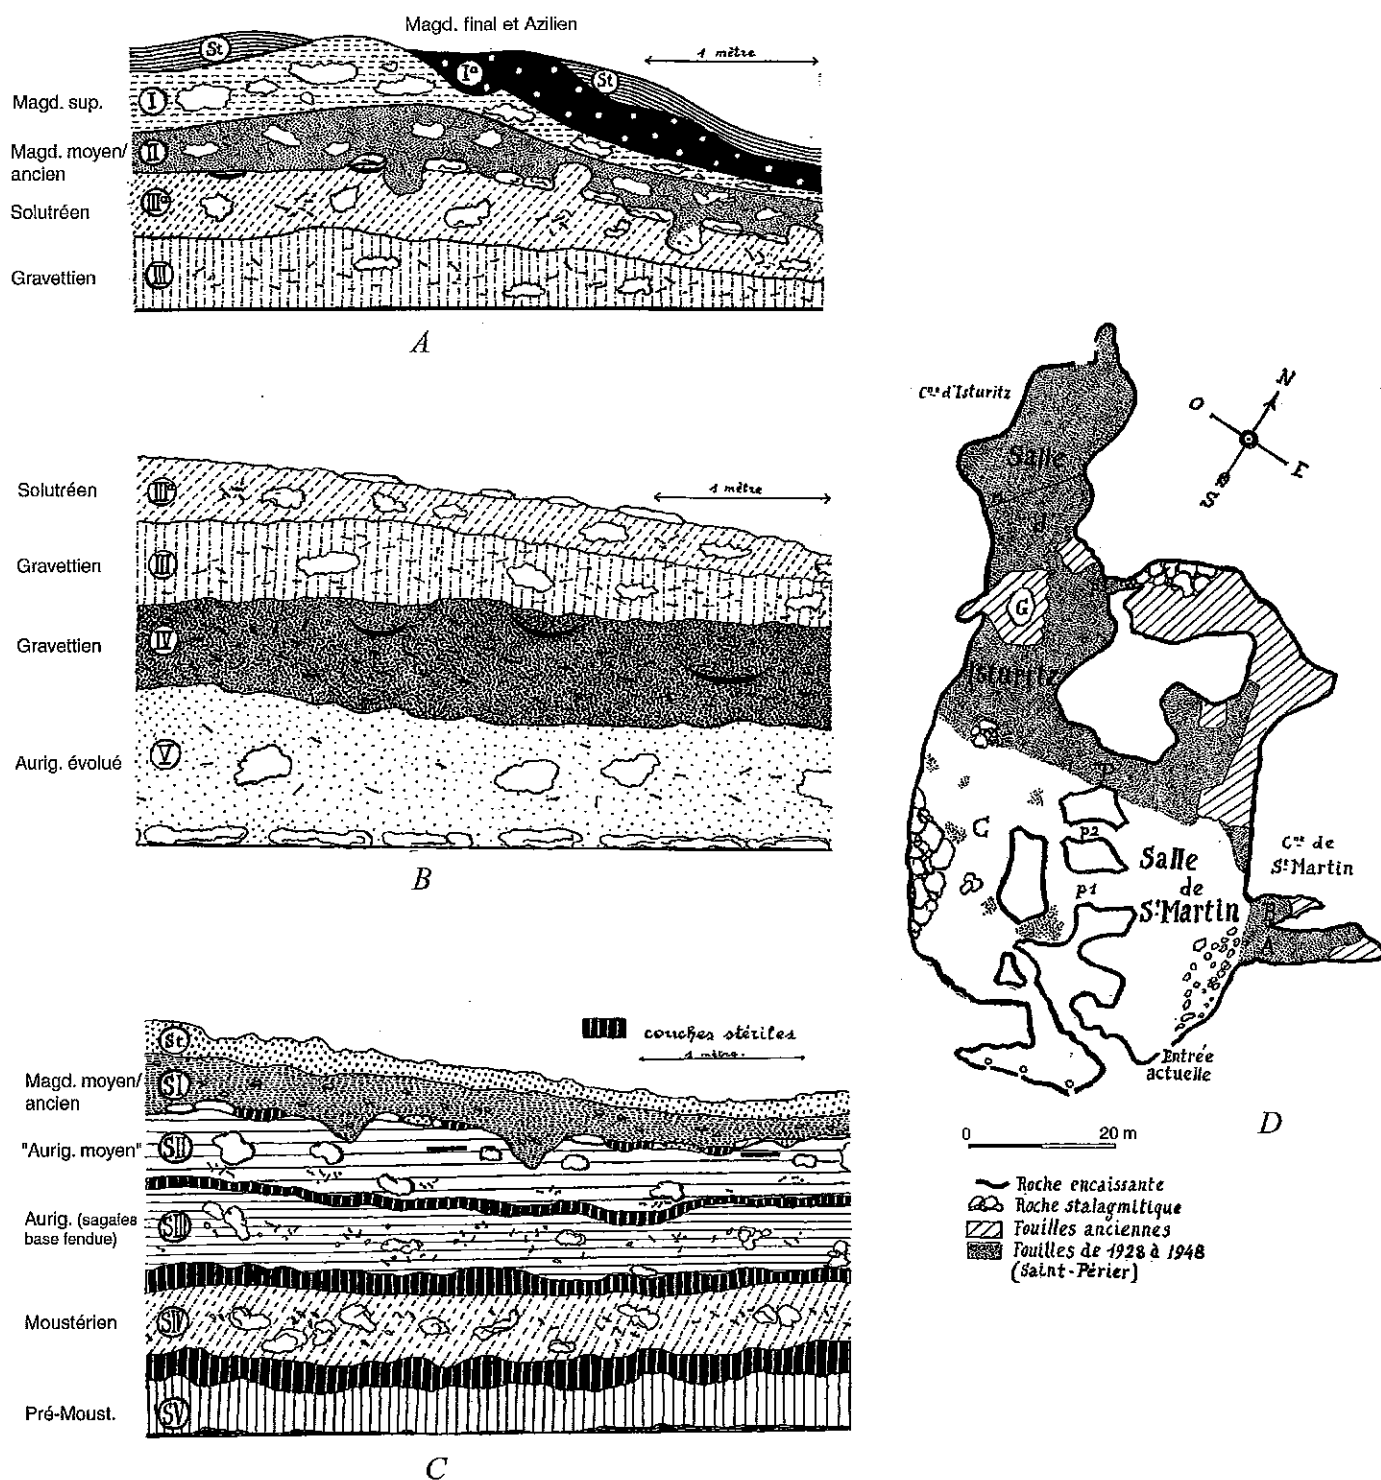 Magd. final et Azilien
St
1 mètre
Iª
St
Magd. sup.
I
Magd. moyen/
ancien
II
Solutréen
IIIª
Gravettien
III
A
Solutréen
IIIª
1 mètre
Gravettien
III
Gravettien
IV
Aurig. évolué
V
B
St
couches stériles
1 mètre.
Magd. moyen/
ancien
SI
"Aurig. moyen"
SII
Aurig. (sagaies
base fendue)
SIII
Moustérien
SIV
Pré-Moust.
SV
C
Cne d'Isturitz
N
O
E
S
Salle
d'
G
Isturitz
P
p2
C
Salle
de
St Martin
p1
Cne de
St Martin
B
A
Entrée
actuelle
D
0 20 m
Roche encaissante
Roche stalagmitique
Fouilles anciennes
Fouilles de 1928 à 1948
(Saint-Périer)